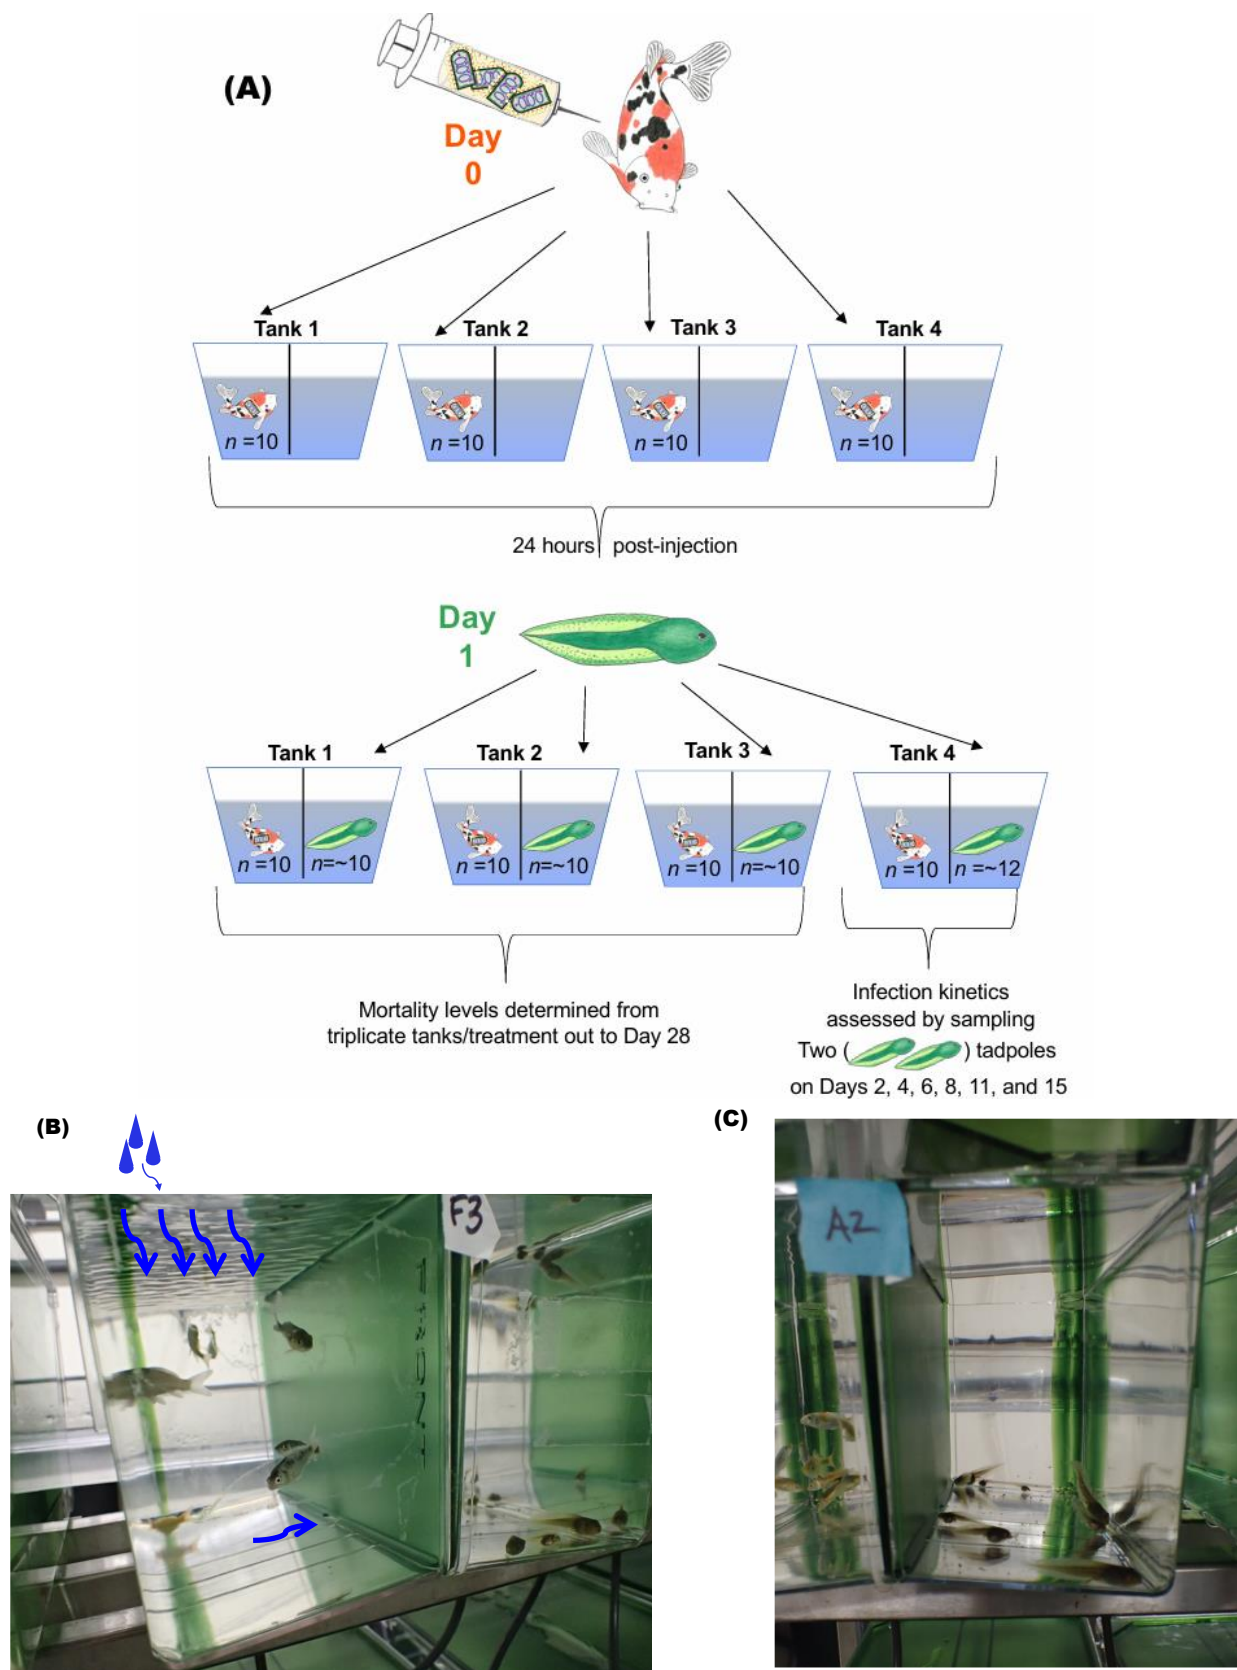 (A)
Day
0
Tank 1
Tank 2
Tank 3
Tank 4
n =10
n =10
n =10
n =10
24 hours post-injection
Day
1
Tank 1
Tank 2
Tank 3
Tank 4
n =10 n=~10
n =10 n=~10
n =10 n=~10
n =10 n =~12
Mortality levels determined from
triplicate tanks/treatment out to Day 28
Infection kinetics
assessed by sampling
Two ( ) tadpoles
on Days 2, 4, 6, 8, 11, and 15
(B)
(C)
F3
A2